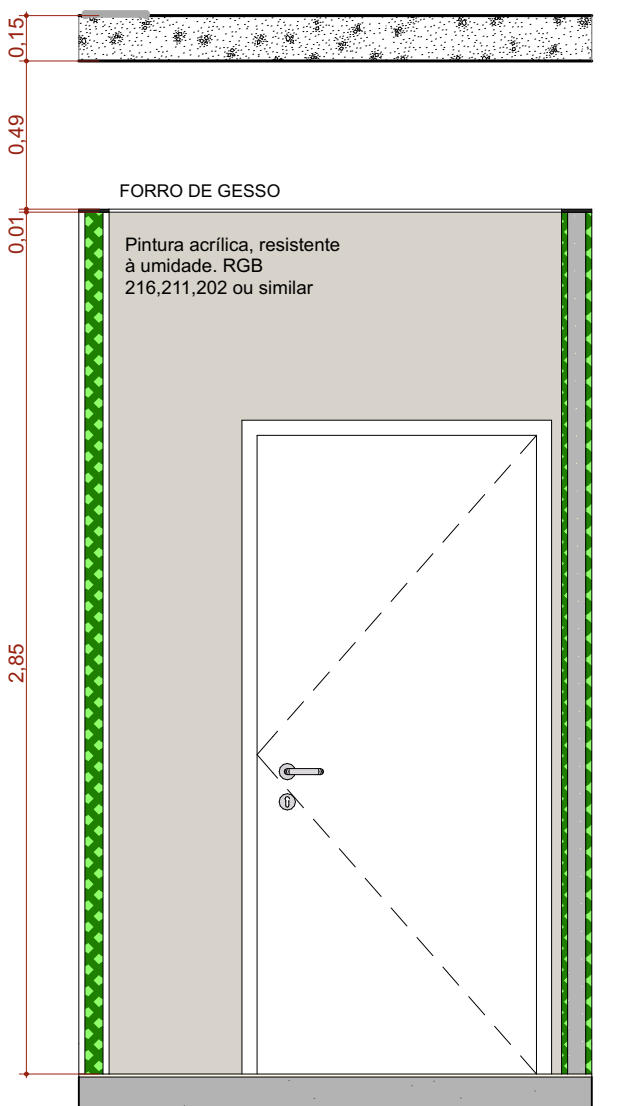 0,15
0,49
FORRO DE GESSO
0,01
Pintura acrílica, resistente
à umidade. RGB
216,211,202 ou similar
2,85